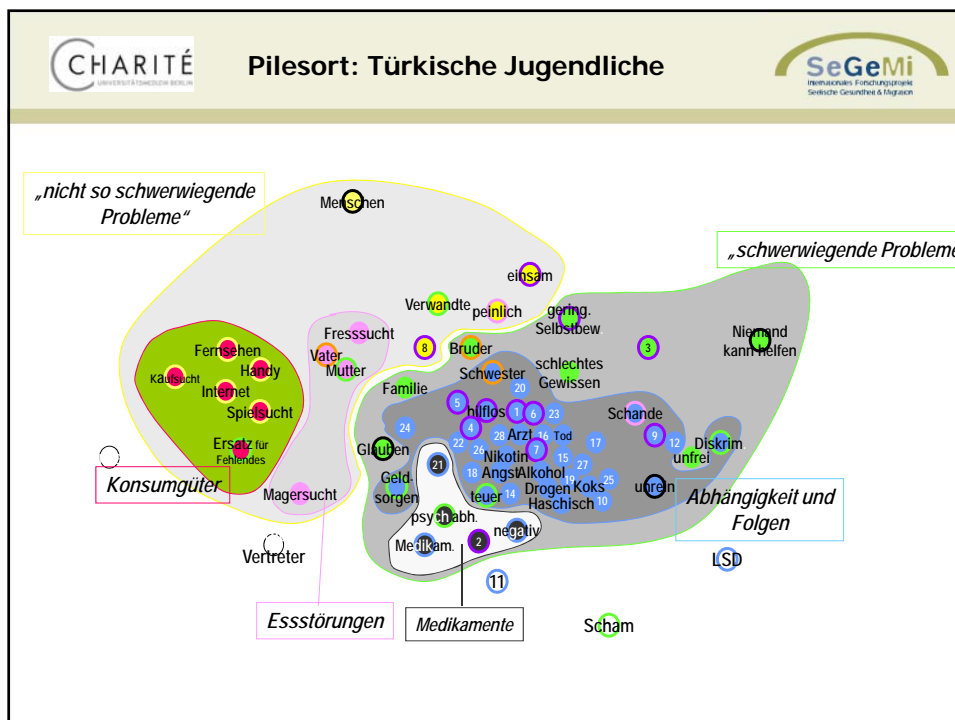 CHARITÉ
UNIVERSITÄTSMEDIZIN BERLIN
Pilesort: Türkische Jugendliche
SeGeMi
Internationales Forschungsprojekt
Seelische Gesundheit & Migration
„nicht so schwerwiegende
Probleme“
Menschen
„schwerwiegende Probleme
einsam
Verwandte
peinlich
gering.
Selbstbew.
Niemand
kann helfen
Fresssucht
Vater
Mutter
8
Bruder
3
Fernsehen
Handy
Kaufsucht
Internet
Spielsucht
Ersatz für
Fehlendes
Schwester
schlechtes
Gewissen
Familie
20
5
hilflos
1
6
23
Schande
24
4
28
Arzt
16
Tod
17
9
12
Diskrim.
unfrei
Glauben
22
26
Nikotin
7
15
27
21
18
Angst
Alkohol
19
Koks
25
unrein
Geld-
sorgen
teuer
14
Drogen
Haschisch
10
Konsumgüter
Magersucht
psychabh.
negativ
Medikam.
2
Abhängigkeit und
Folgen
Vertreter
LSD
11
Essstörungen
Medikamente
Scham